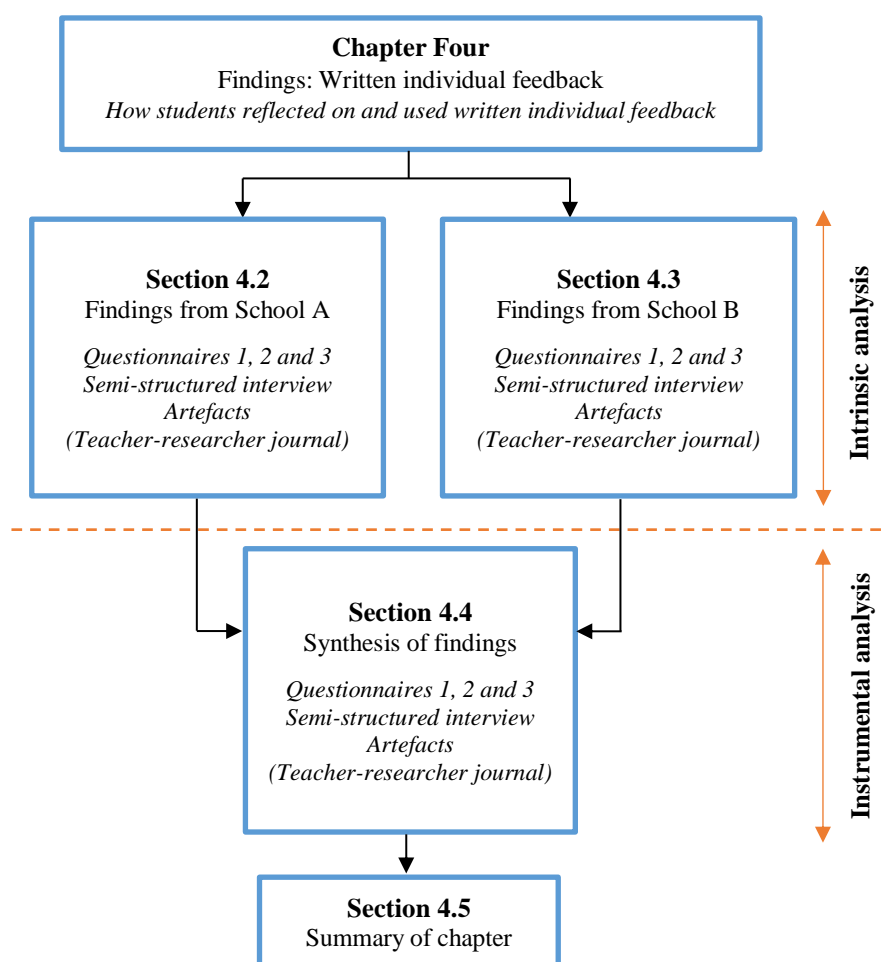 Chapter Four
Findings: Written individual feedback
How students reflected on and used written individual feedback
Section 4.2
Findings from School A
Questionnaires 1, 2 and 3
Semi-structured interview
Artefacts
(Teacher-researcher journal)
Section 4.3
Findings from School B
Questionnaires 1, 2 and 3
Semi-structured interview
Artefacts
(Teacher-researcher journal)
Intrinsic analysis
Section 4.4
Synthesis of findings
Questionnaires 1, 2 and 3
Semi-structured interview
Artefacts
(Teacher-researcher journal)
Instrumental analysis
Section 4.5
Summary of chapter